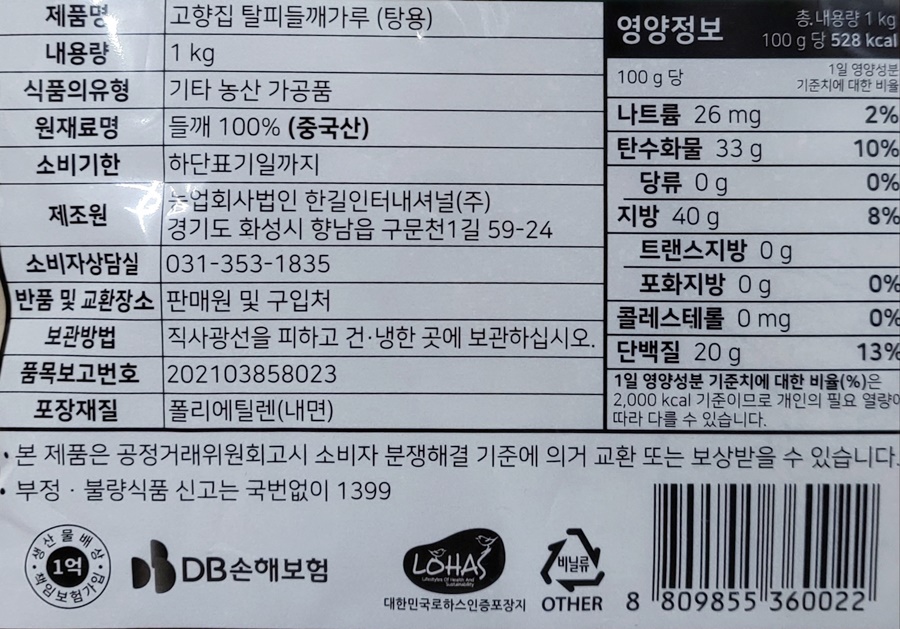 제품명 고향집 탈피들깨가루 (탕용)
내용량 1 kg
식품의유형 기타 농산 가공품
원재료명 들깨 100% (중국산)
소비기한 하단표기일까지
제조원 농업회사법인 한길인터내셔널(주)
경기도 화성시 향남읍 구문천1길 59-24
소비자상담실 031-353-1835
반품 및 교환장소 판매원 및 구입처
보관방법 직사광선을 피하고 건·냉한 곳에 보관하십시오.
품목보고번호 202103858023
포장재질 폴리에틸렌(내면)
영양정보
총 내용량 1 kg
100 g 당 528 kcal
100 g 당
1일 영양성분
기준치에 대한 비율
나트륨 26 mg 2%
탄수화물 33 g 10%
당류 0 g 0%
지방 40 g 8%
트랜스지방 0 g
포화지방 0 g 0%
콜레스테롤 0 mg 0%
단백질 20 g 13%
1일 영양성분 기준치에 대한 비율(%)은
2,000 kcal 기준이므로 개인의 필요 열량에
따라 다를 수 있습니다.
· 본 제품은 공정거래위원회고시 소비자 분쟁해결 기준에 의거 교환 또는 보상받을 수 있습니다.
· 부정 · 불량식품 신고는 국번없이 1399
생산물배상
1억
책임보험가입
DB손해보험
LOHAS
Lifestyles Of Health And
Sustainability
대한민국로하스인증포장지
비닐류
OTHER
8 809855 360022